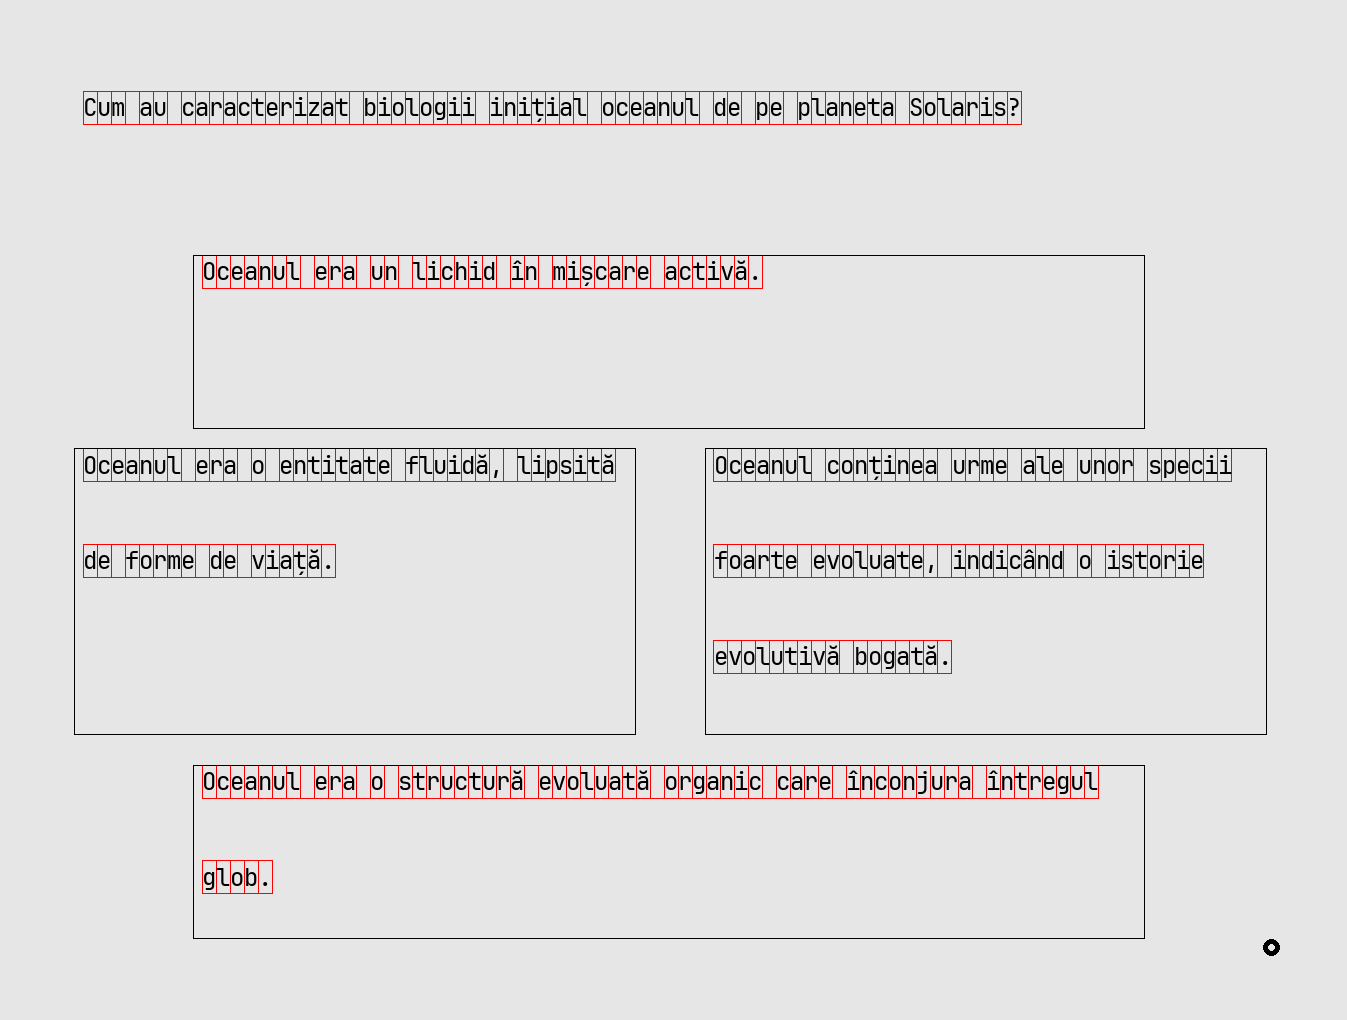 Cum au caracterizat biologii inițial oceanul de pe planeta Solaris?
Oceanul era un lichid în mișcare activă.
Oceanul era o entitate fluidă, lipsită
de forme de viață.
Oceanul conținea urme ale unor specii
foarte evoluate, indicând o istorie
evolutivă bogată.
Oceanul era o structură evoluată organic care înconjura întregul
glob.